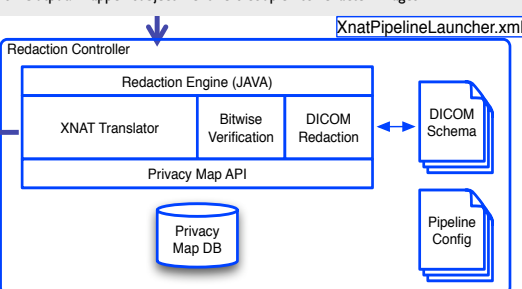 XnatPipelineLauncher.xml
Redaction Controller
Redaction Engine (JAVA)
XNAT Translator
Bitwise
Verification
DICOM
Redaction
DICOM
Schema
Privacy Map API
Privacy
Map DB
Pipeline
Config